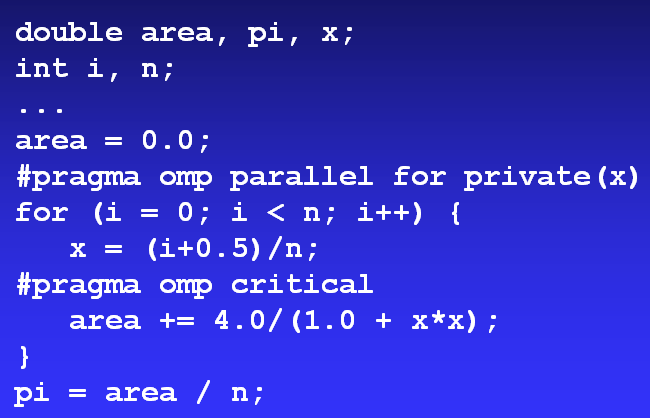 double area, pi, x;
int i, n;
...
area = 0.0;
#pragma omp parallel for private(x)
for (i = 0; i < n; i++) {
   x = (i+0.5)/n;
#pragma omp critical
   area += 4.0/(1.0 + x*x);
}
pi = area / n;